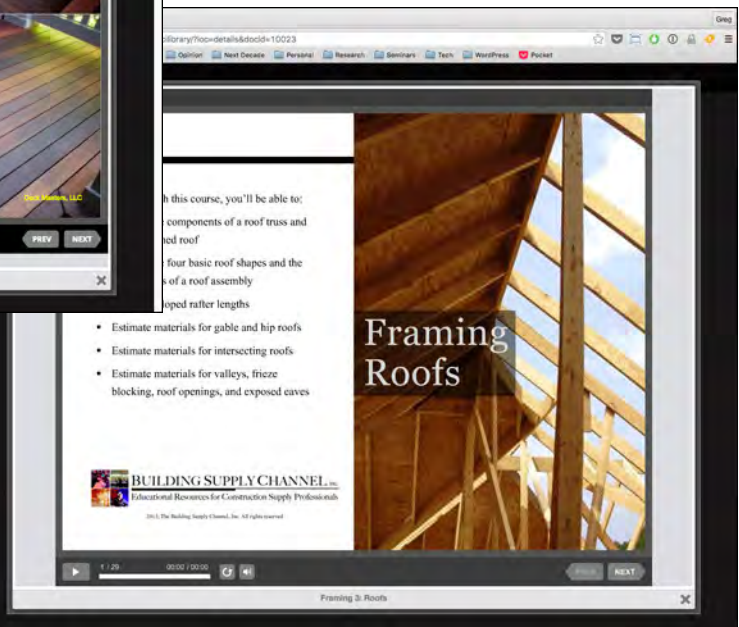 Greg
library/?loc=details&docid=10023
Opinion Next Decade Personal Research Seminars Tech WordPress Pocket
Deck Masters, LLC
PREV NEXT
h this course, you'll be able to:
components of a roof truss and
ned roof
four basic roof shapes and the
s of a roof assembly
loped rafter lengths
• Estimate materials for gable and hip roofs
• Estimate materials for intersecting roofs
• Estimate materials for valleys, frieze
blocking, roof openings, and exposed eaves
Framing
Roofs
BUILDING SUPPLY CHANNEL, INC.
Educational Resources for Construction Supply Professionals
2013, The Building Supply Channel, Inc. All rights reserved
1 / 29 00:00 / 00:00
PREV NEXT
Framing 3: Roofs